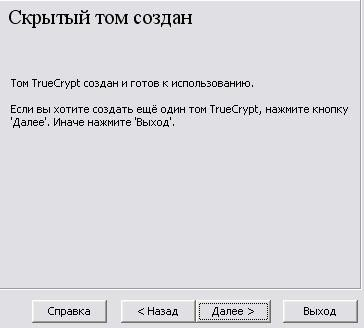 Скрытый том создан
Том TrueCrypt создан и готов к использованию.
Если вы хотите создать ещё один том TrueCrypt, нажмите кнопку
'Далее'. Иначе нажмите 'Выход'.
Справка
< Назад
Далее >
Выход